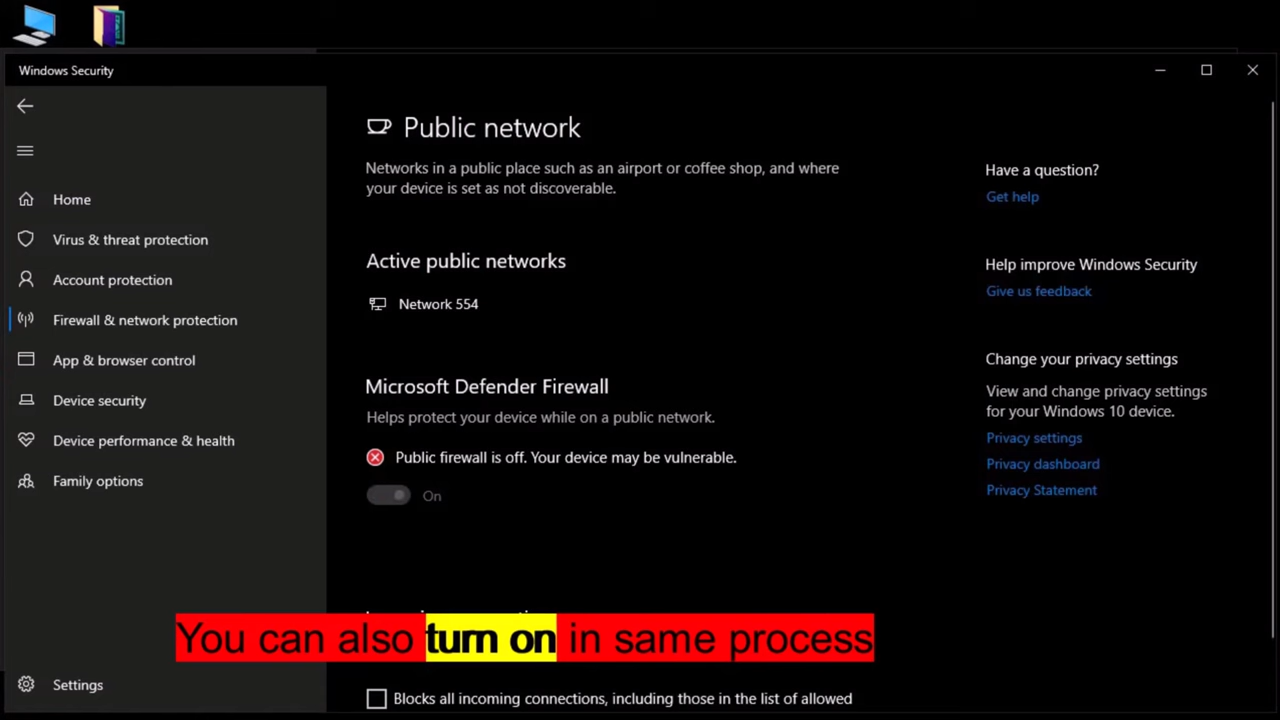 Windows Security
Public network
Networks in a public place such as an airport or coffee shop, and where
your device is set as not discoverable.
Have a question?
Get help
Home
Virus & threat protection
Account protection
Firewall & network protection
App & browser control
Device security
Device performance & health
Family options
Active public networks
Network 554
Help improve Windows Security
Give us feedback
Microsoft Defender Firewall
Helps protect your device while on a public network.
Public firewall is off. Your device may be vulnerable.
On
Change your privacy settings
View and change privacy settings
for your Windows 10 device.
Privacy settings
Privacy dashboard
Privacy Statement
You can also turn on in same process
Settings
Blocks all incoming connections, including those in the list of allowed